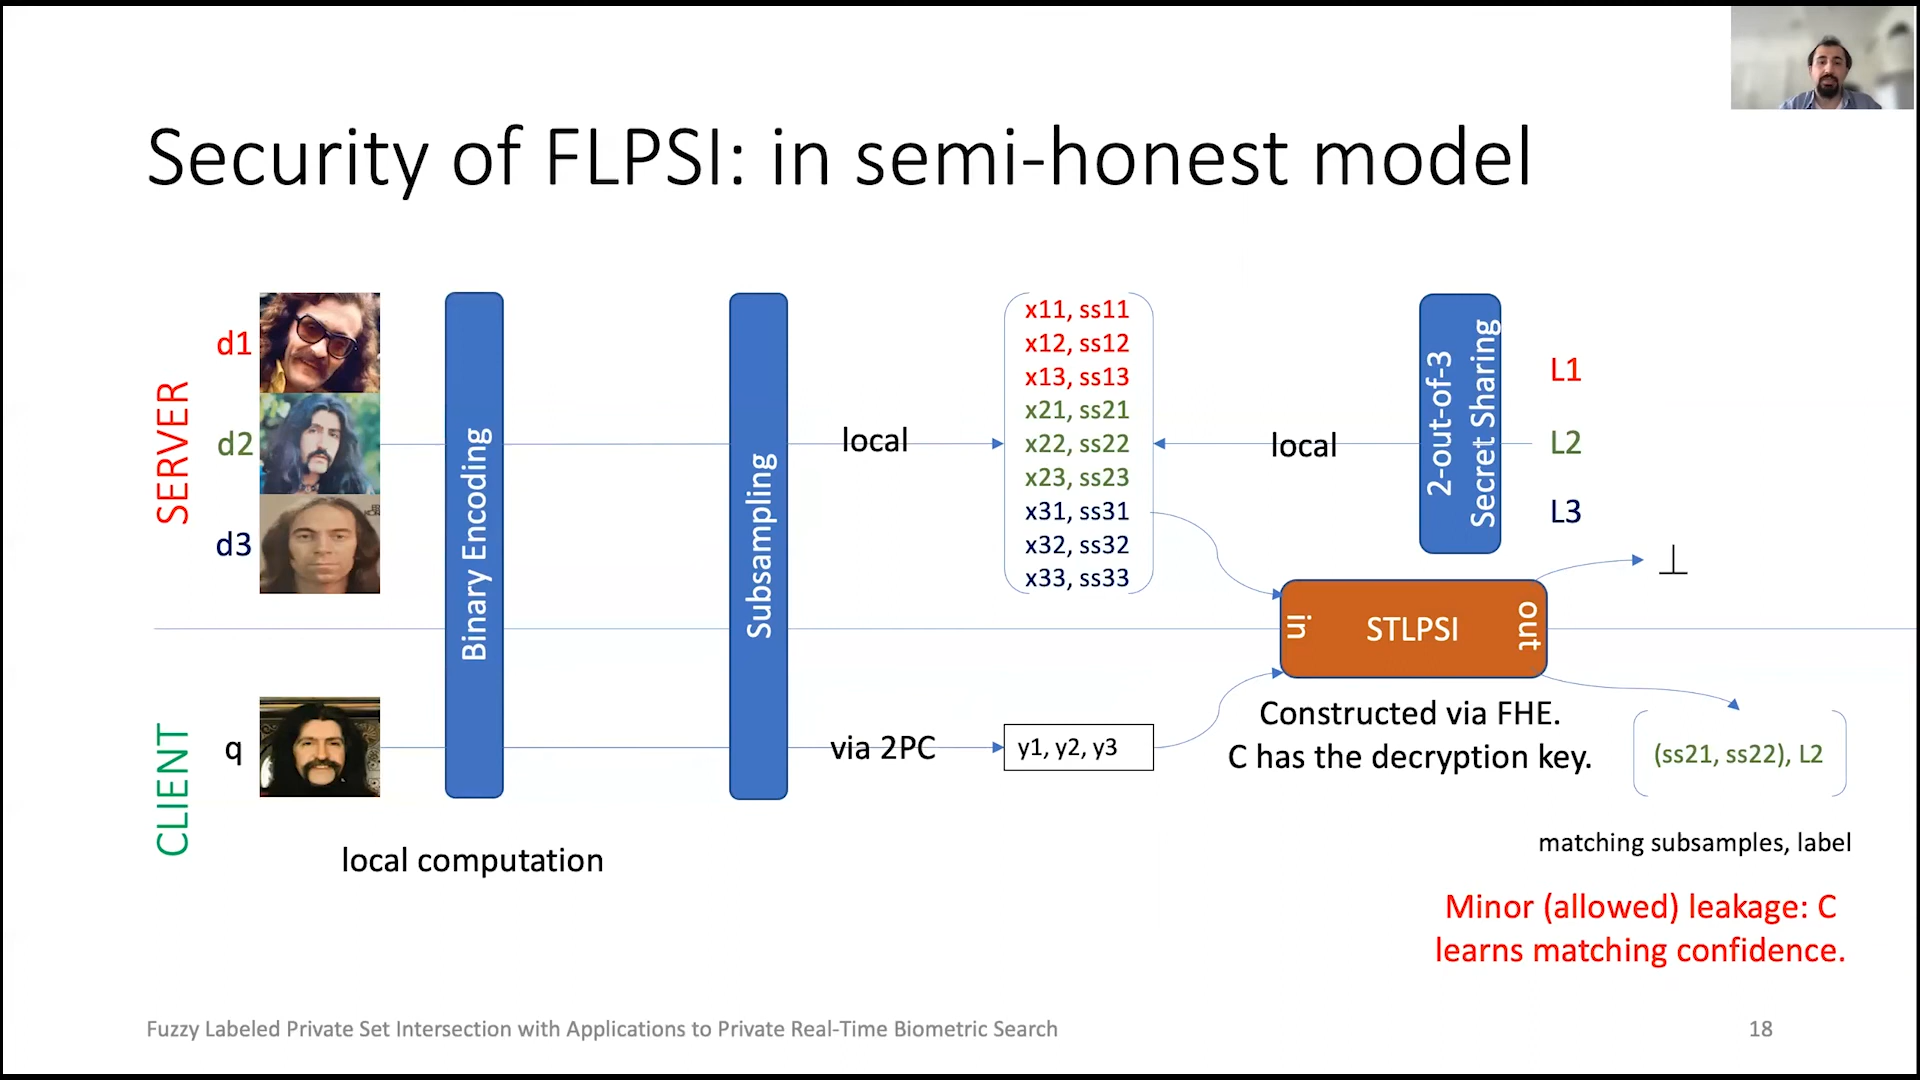 Security of FLPSI: in semi-honest model
SERVER
d1
d2
d3
Binary Encoding
Subsampling
local
x11, ss11
x12, ss12
x13, ss13
x21, ss21
x22, ss22
x23, ss23
x31, ss31
x32, ss32
x33, ss33
local
2-out-of-3
Secret Sharing
L1
L2
L3
⊥
in
STLPSI
out
CLIENT
q
via 2PC
y1, y2, y3
Constructed via FHE.
C has the decryption key.
(ss21, ss22), L2
matching subsamples, label
local computation
Minor (allowed) leakage: C
learns matching confidence.
Fuzzy Labeled Private Set Intersection with Applications to Private Real-Time Biometric Search
18